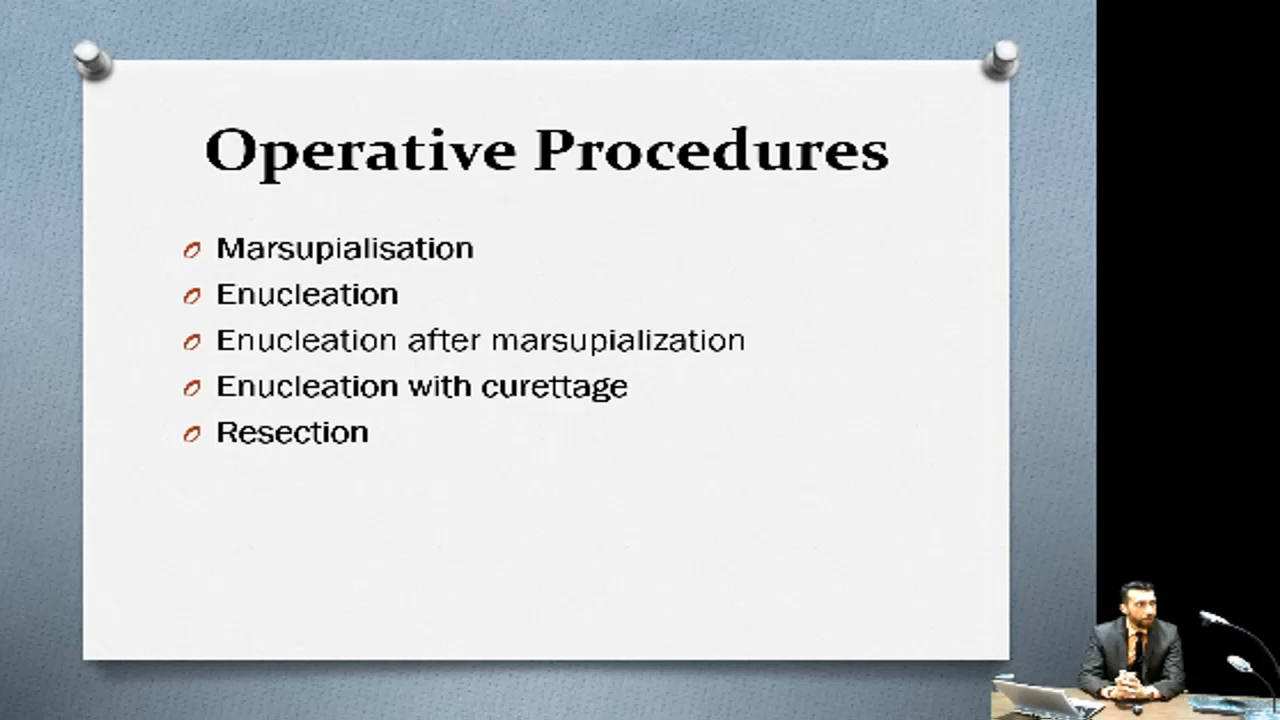 Operative Procedures
Marsupialisation
Enucleation
Enucleation after marsupialization
Enucleation with curettage
Resection